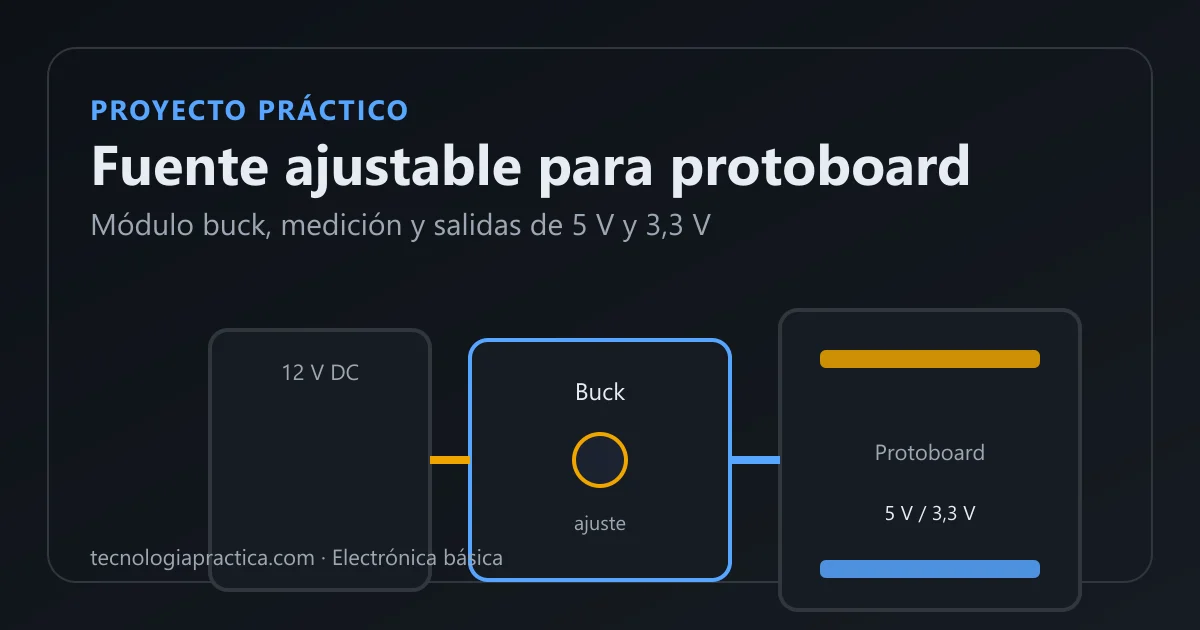 PROYECTO PRÁCTICO
Fuente ajustable para protoboard
Módulo buck, medición y salidas de 5 V y 3,3 V
12 V DC
Buck
ajuste
Protoboard
5 V / 3,3 V
tecnologiapractica.com · Electrónica básica